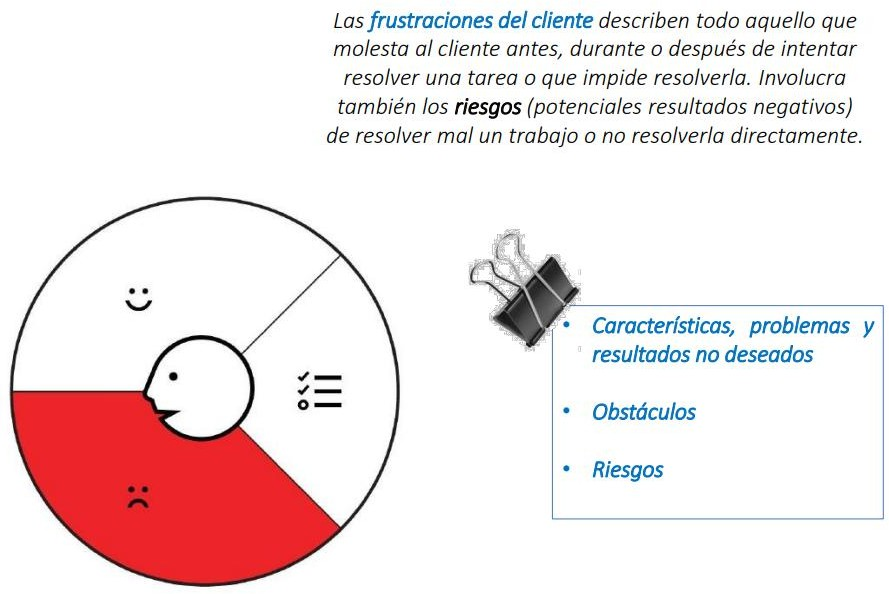 Las frustraciones del cliente describen todo aquello que
molesta al cliente antes, durante o después de intentar
resolver una tarea o que impide resolverla. Involucra
también los riesgos (potenciales resultados negativos)
de resolver mal un trabajo o no resolverla directamente.
• Características, problemas y
resultados no deseados
• Obstáculos
• Riesgos